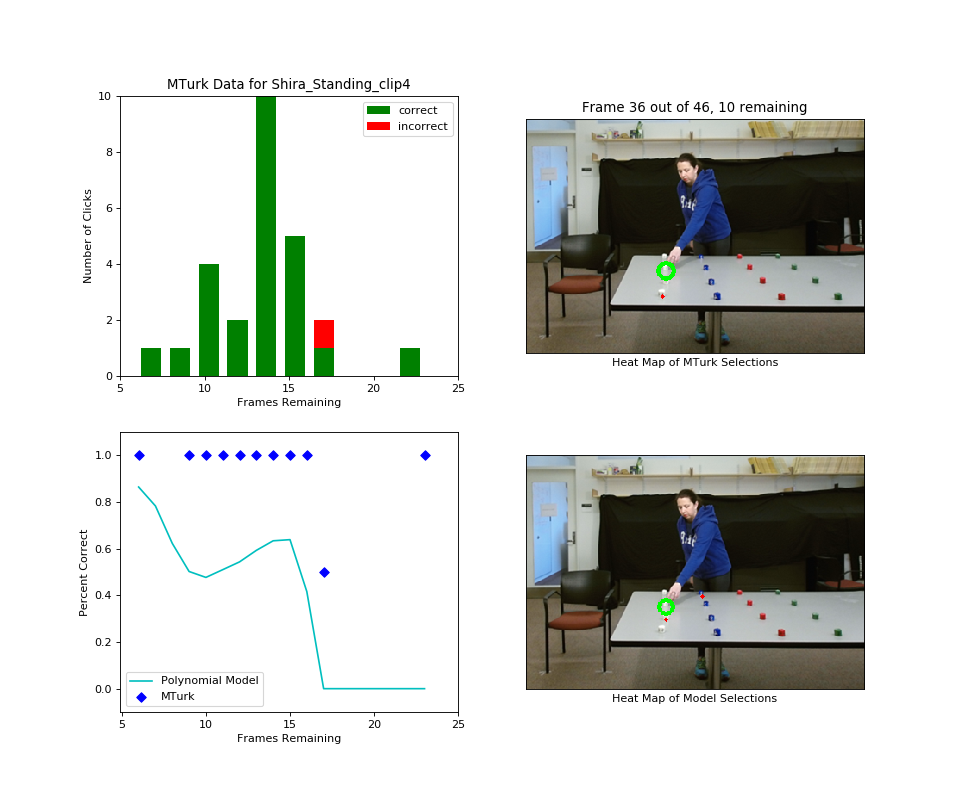 MTurk Data for Shira_Standing_clip4
10
8
6
4
2
0
Number of Clicks
correct
incorrect
5 10 15 20 25
Frames Remaining
Frame 36 out of 46, 10 remaining
Heat Map of MTurk Selections
1.0
0.8
0.6
0.4
0.2
0.0
Percent Correct
Polynomial Model
MTurk
5 10 15 20 25
Frames Remaining
Heat Map of Model Selections